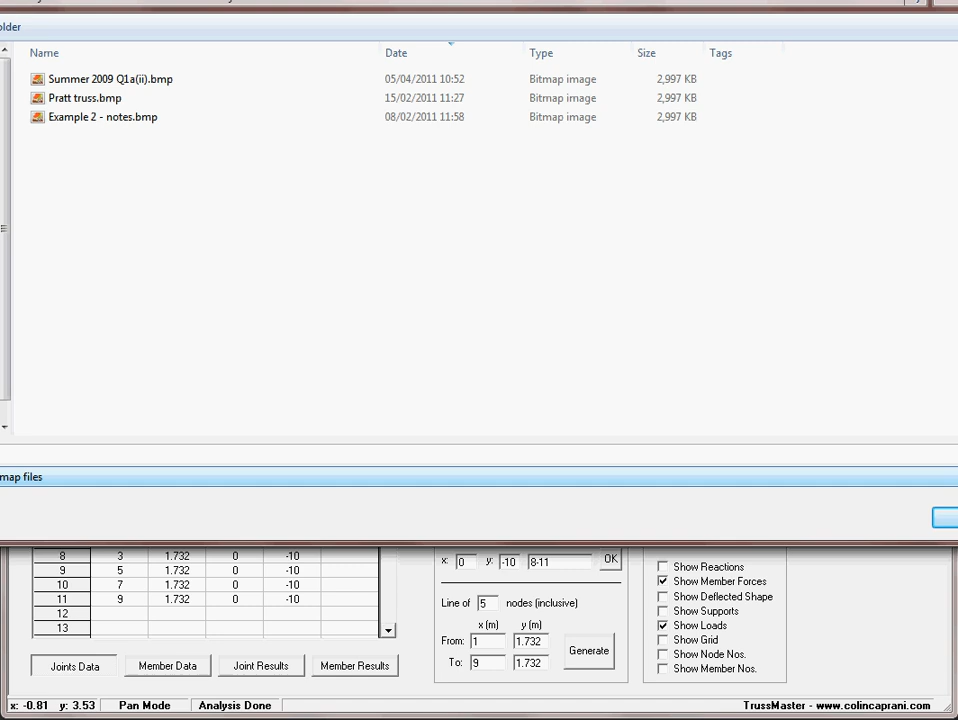 older
Name Date Type Size Tags
Summer 2009 Q1a(ii).bmp 05/04/2011 10:52 Bitmap image 2,997 KB
Pratt truss.bmp 15/02/2011 11:27 Bitmap image 2,997 KB
Example 2 - notes.bmp 08/02/2011 11:58 Bitmap image 2,997 KB
map files
8 3 1.732 0 -10
9 5 1.732 0 -10
10 7 1.732 0 -10
11 9 1.732 0 -10
12
13
x: 0 y: -10 8-11 OK
Line of 5 nodes (inclusive)
x (m) y (m)
From: 1 1.732
To: 9 1.732
Generate
Show Reactions
Show Member Forces
Show Deflected Shape
Show Supports
Show Loads
Show Grid
Show Node Nos.
Show Member Nos.
Joints Data Member Data Joint Results Member Results
x: -0.81 y: 3.53 Pan Mode Analysis Done TrussMaster - www.colincaprani.com